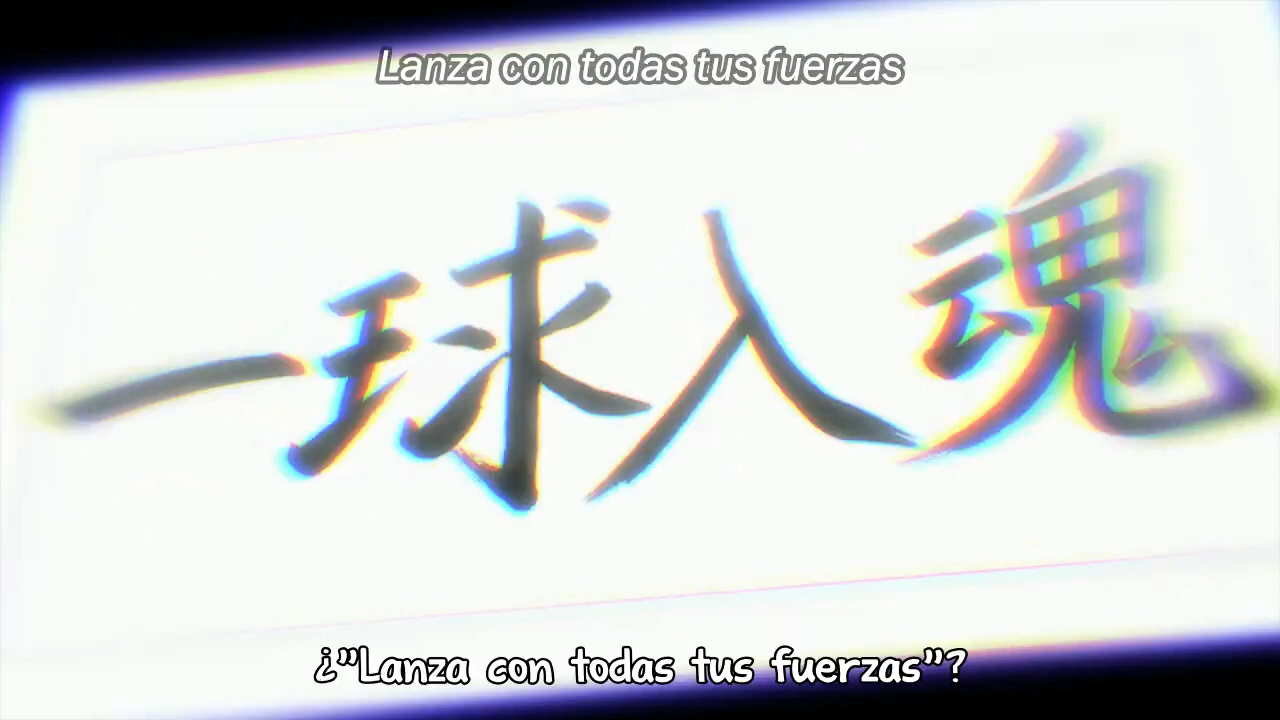 Lanza con todas tus fuerzas
一球入魂
¿”Lanza con todas tus fuerzas”?